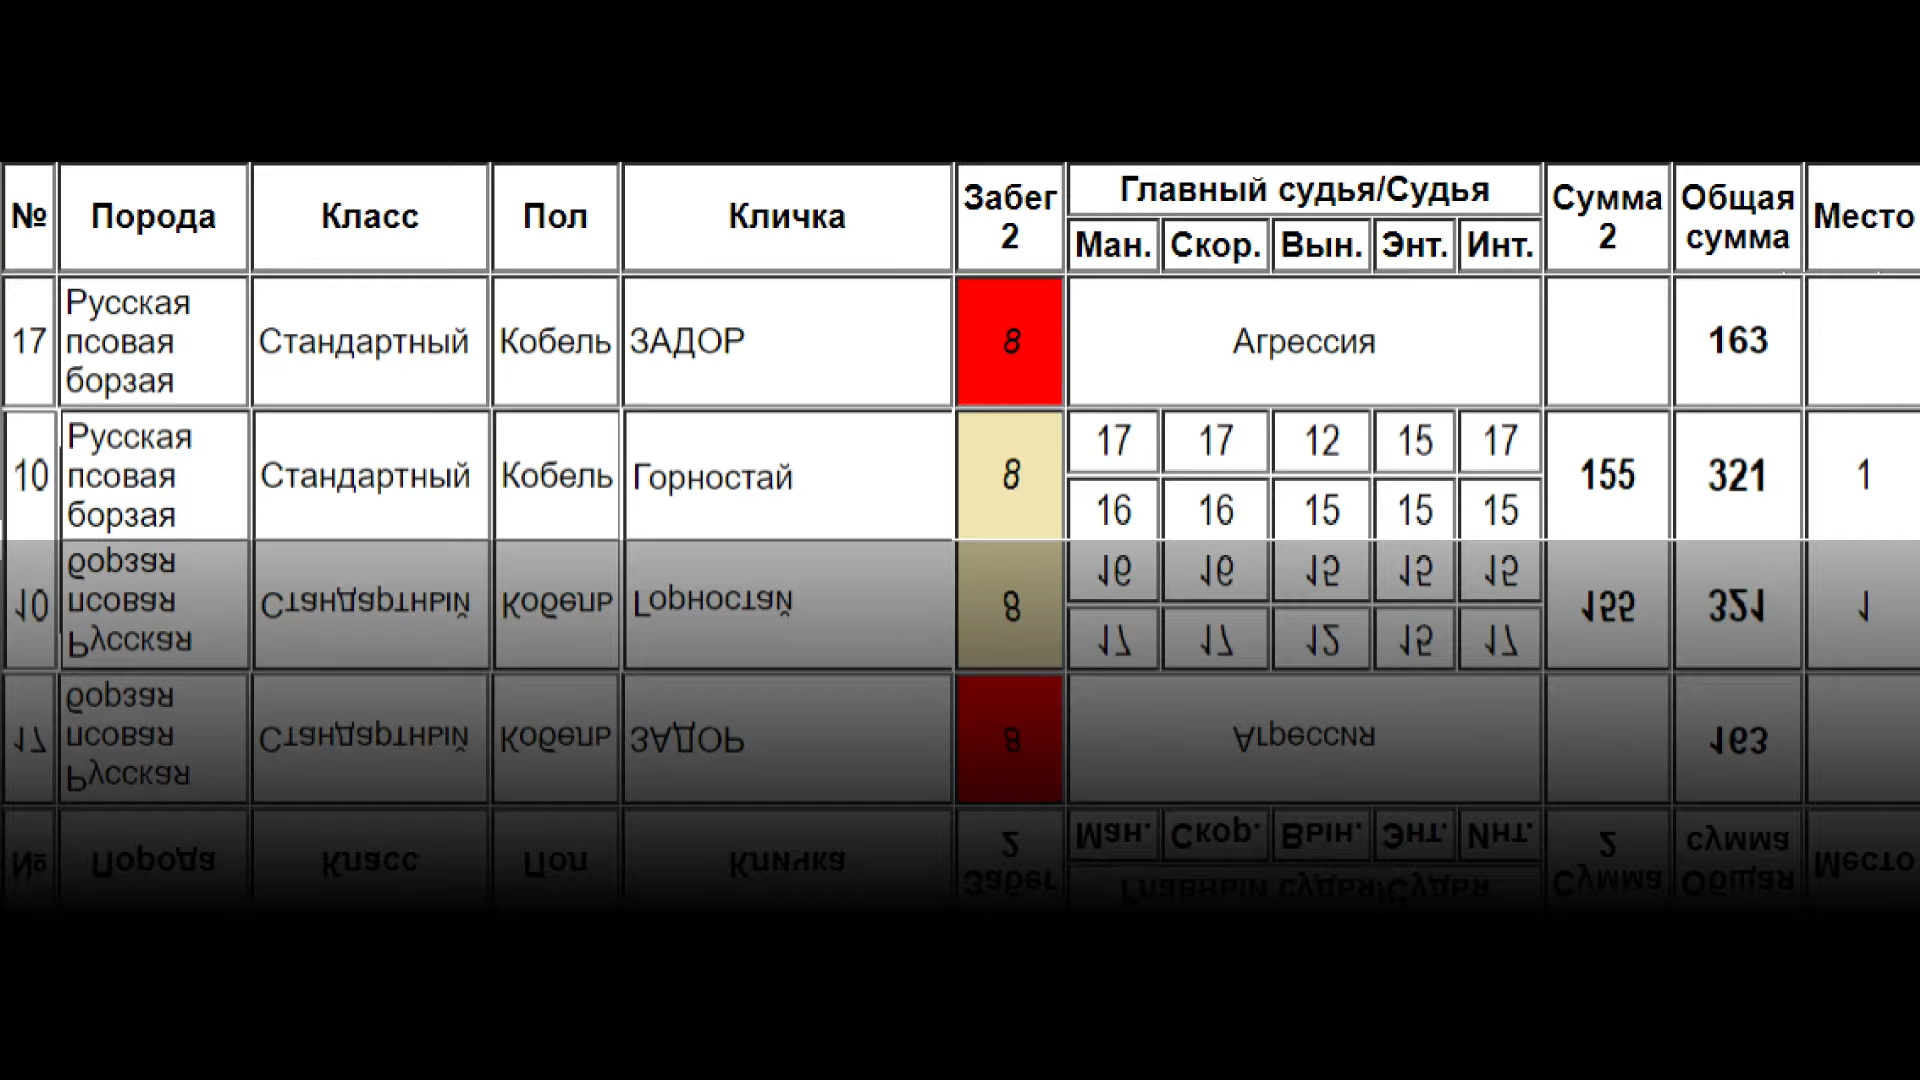 № Порода Класс Пол Кличка Забег 2 Главный судья/Судья Сумма 2 Общая сумма Место
Ман. Скор. Вын. Энт. Инт.
17 Русская псовая борзая Стандартный Кобель ЗАДОР 8 Агрессия 163
10 Русская псовая борзая Стандартный Кобель Горностай 8 17 17 12 15 17 155 321 1
16 16 15 15 15